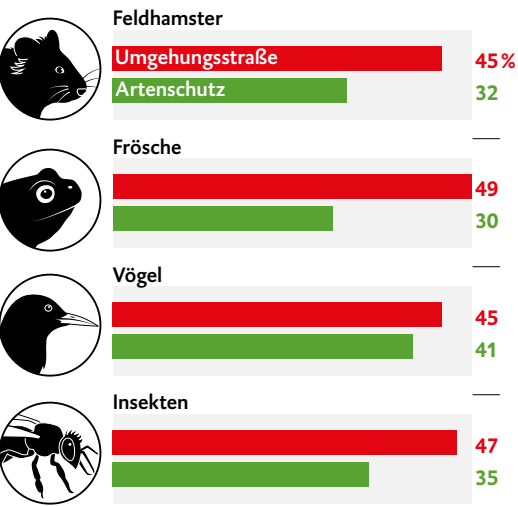 Feldhamster
Umgehungsstraße 45 %
Artenschutz 32
Frösche
49
30
Vögel
45
41
Insekten
47
35